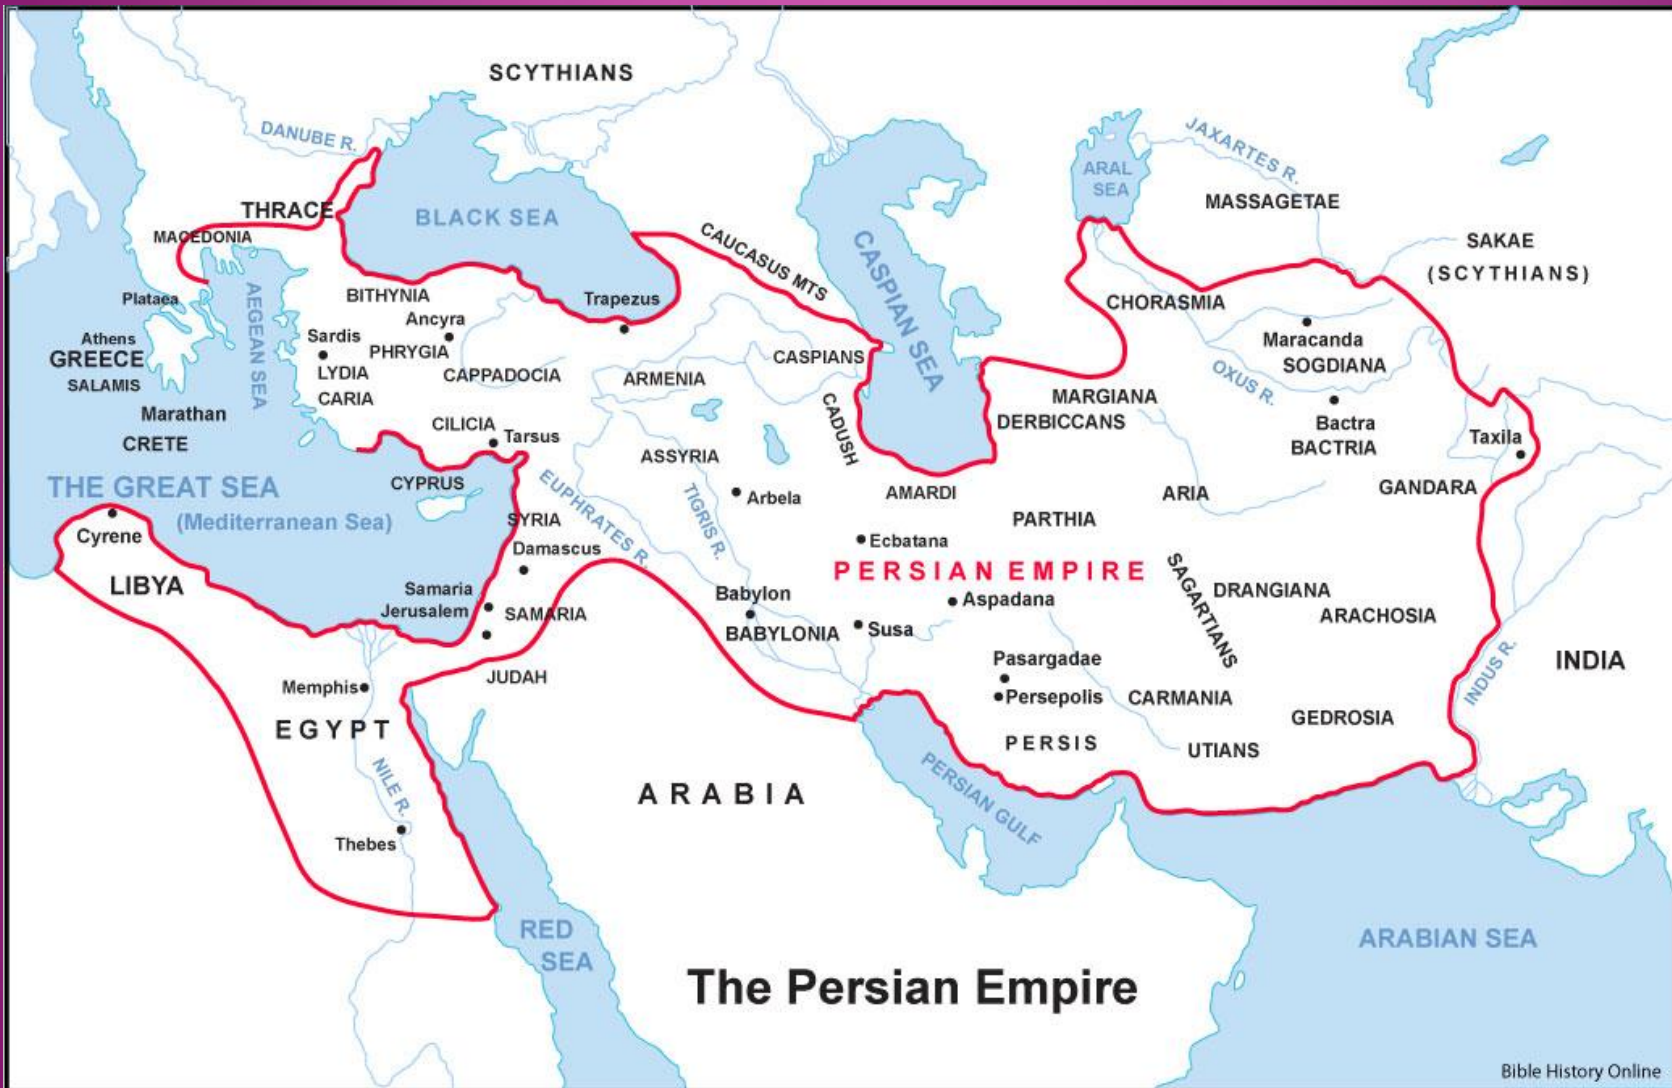 SCYTHIANS
DANUBE R.
JAXARTES R.
ARAL
SEA
MASSAGETAE
THRACE
BLACK SEA
MACEDONIA
CAUCASUS MTS
CASPIAN SEA
SAKAE
(SCYTHIANS)
Plataea
AEGEAN SEA
BITHYNIA
Trapezus
CHORASMIA
Ancyra
Athens
GREECE
SALAMIS
Sardis
PHRYGIA
LYDIA
CAPPADOCIA
CARIA
ARMENIA
CASPIANS
Maracanda
SOGDIANA
OXUS R.
MARGIANA
DERBICCANS
Marathan
CRETE
CILICIA
Tarsus
CADUSH
Bactra
BACTRIA
Taxila
ASSYRIA
THE GREAT SEA
(Mediterranean Sea)
CYPRUS
EUPHRATES R.
TIGRIS R.
Arbela
AMARDI
ARIA
GANDARA
Cyrene
SYRIA
PARTHIA
Damascus
Ecbatana
LIBYA
PERSIAN EMPIRE
SAGARTIANS
DRANGIANA
Samaria
Jerusalem
SAMARIA
Babylon
BABYLONIA
Aspadana
Susa
ARACHOSIA
JUDAH
Pasargadae
Persepolis
CARMANIA
INDUS R.
INDIA
Memphis
EGYPT
GEDROSIA
PERSIS
UTIANS
NILE R.
ARABIA
PERSIAN GULF
Thebes
RED
SEA
ARABIAN SEA
The Persian Empire
Bible History Online